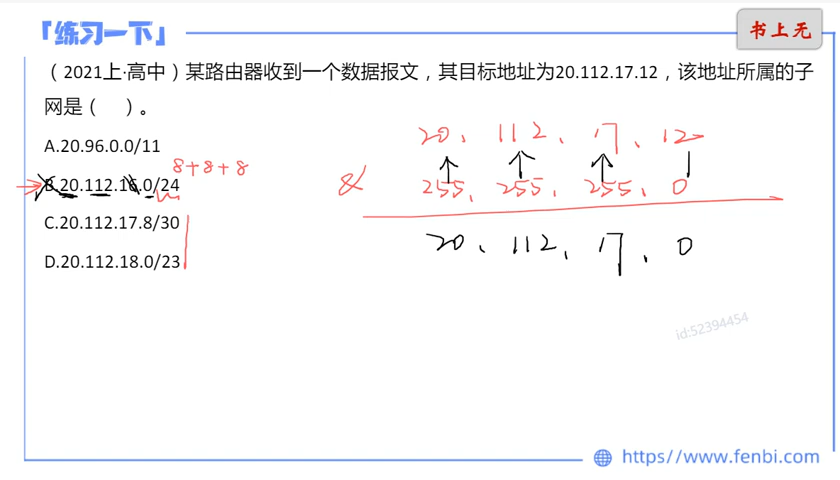 「练习一下」
书上无
（2021上·高中）某路由器收到一个数据报文，其目标地址为20.112.17.12，该地址所属的子
网是（　）。
A.20.96.0.0/11
B.20.112.16.0/24
8+8+8
C.20.112.17.8/30
D.20.112.18.0/23
20、112、17、12
& 255、255、255、0
20、112、17、0
id:52394454
https//www.fenbi.com